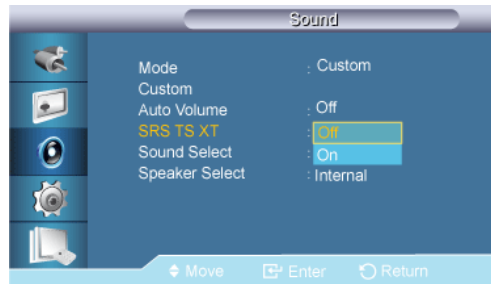 Sound
Mode : Custom
Custom
Auto Volume : Off
SRS TS XT : Off
Sound Select : On
Speaker Select : Internal
Move Enter Return